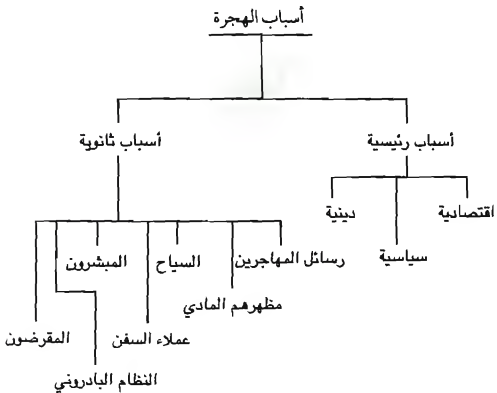 أسباب الهجرة
أسباب رئيسية
أسباب ثانوية
اقتصادية
سياسية
دينية
رسائل المهاجرين
مظهرهم المادي
السياح
عملاء السفن
المبشرون
النظام البادروني
المقرضون